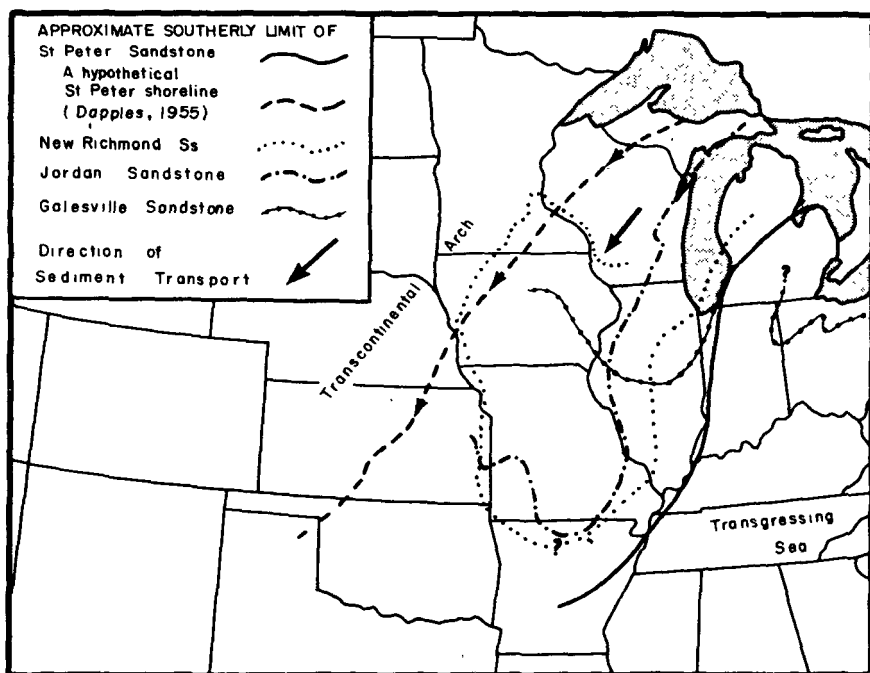 APPROXIMATE SOUTHERLY LIMIT OF
St Peter Sandstone
A hypothetical
St Peter shoreline
(Dapples, 1955)
New Richmond Ss
Jordan Sandstone
Galesville Sandstone
Direction of
Sediment Transport
Transcontinental
Arch
Transgressing
Sea
?